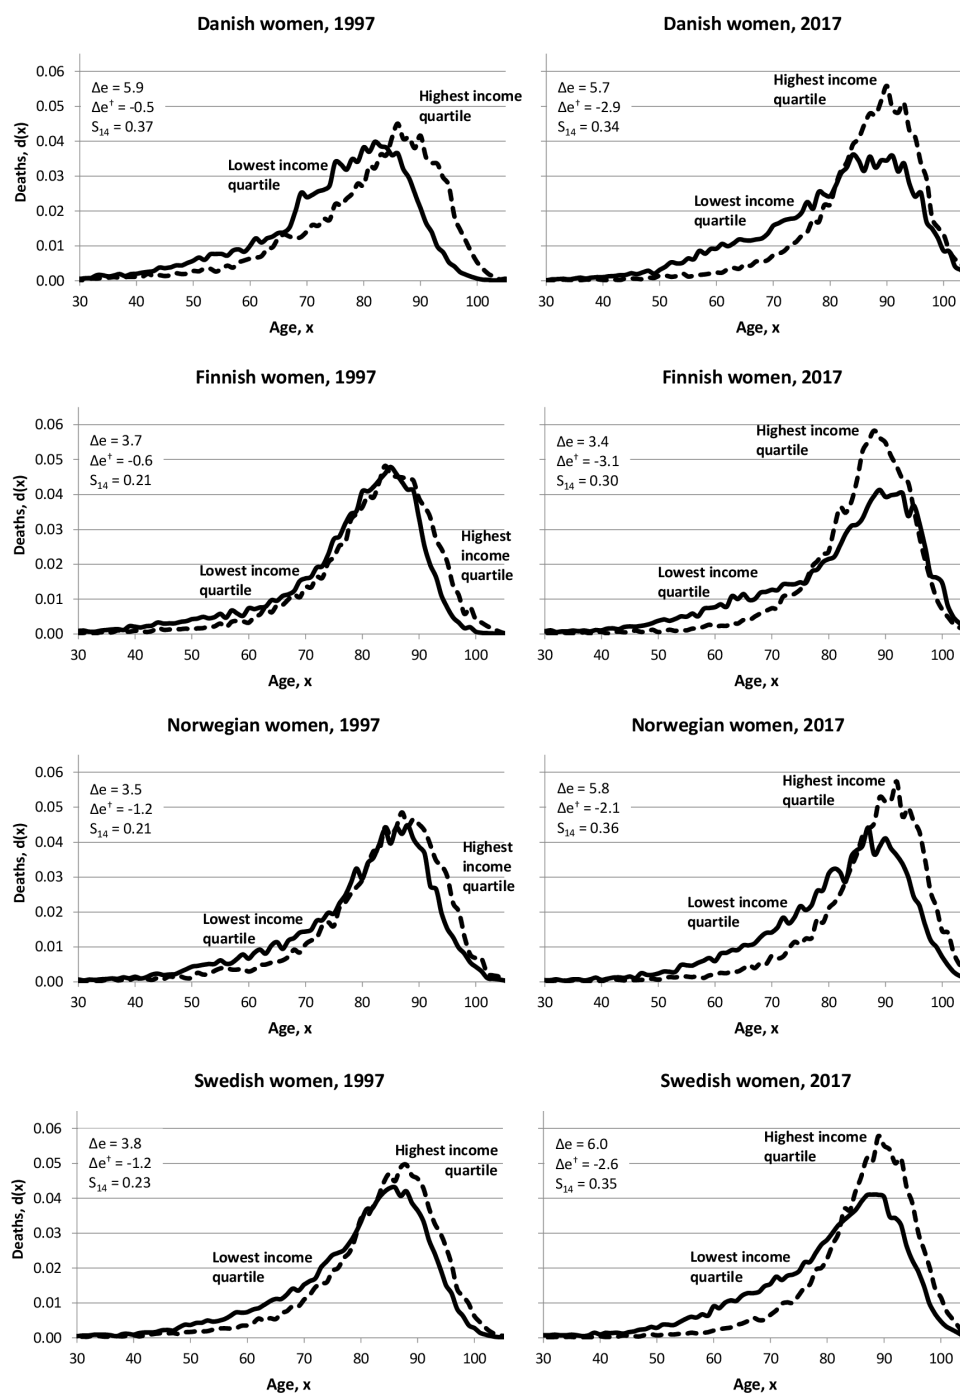 Danish women, 1997
Deaths, d(x)
0.06
0.05
0.04
0.03
0.02
0.01
0.00
Δe = 5.9
Δe† = -0.5
S14 = 0.37
Highest income
quartile
Lowest income
quartile
30 40 50 60 70 80 90 100
Age, x
Danish women, 2017
Δe = 5.7
Δe† = -2.9
S14 = 0.34
Highest income
quartile
Lowest income
quartile
30 40 50 60 70 80 90 100
Age, x
Finnish women, 1997
Deaths, d(x)
0.06
0.05
0.04
0.03
0.02
0.01
0.00
Δe = 3.7
Δe† = -0.6
S14 = 0.21
Highest
income
quartile
Lowest income
quartile
30 40 50 60 70 80 90 100
Age, x
Finnish women, 2017
Δe = 3.4
Δe† = -3.1
S14 = 0.30
Highest income
quartile
Lowest income
quartile
30 40 50 60 70 80 90 100
Age, x
Norwegian women, 1997
Deaths, d(x)
0.06
0.05
0.04
0.03
0.02
0.01
0.00
Δe = 3.5
Δe† = -1.2
S14 = 0.21
Highest
income
quartile
Lowest income
quartile
30 40 50 60 70 80 90 100
Age, x
Norwegian women, 2017
Δe = 5.8
Δe† = -2.1
S14 = 0.36
Highest income
quartile
Lowest income
quartile
30 40 50 60 70 80 90 100
Age, x
Swedish women, 1997
Deaths, d(x)
0.06
0.05
0.04
0.03
0.02
0.01
0.00
Δe = 3.8
Δe† = -1.2
S14 = 0.23
Highest income
quartile
Lowest income
quartile
30 40 50 60 70 80 90 100
Age, x
Swedish women, 2017
Δe = 6.0
Δe† = -2.6
S14 = 0.35
Highest income
quartile
Lowest income
quartile
30 40 50 60 70 80 90 100
Age, x